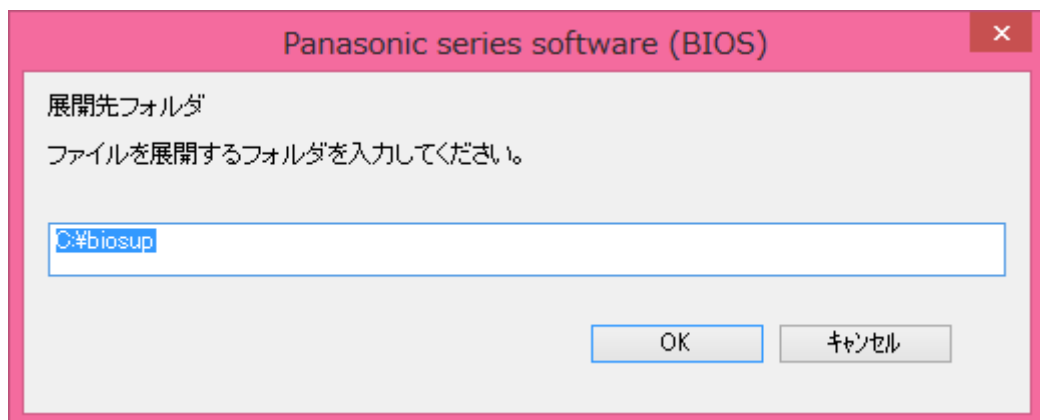 Panasonic series software (BIOS)
展開先フォルダ
ファイルを展開するフォルダを入力してください。
C:¥biosup
OK
キャンセル